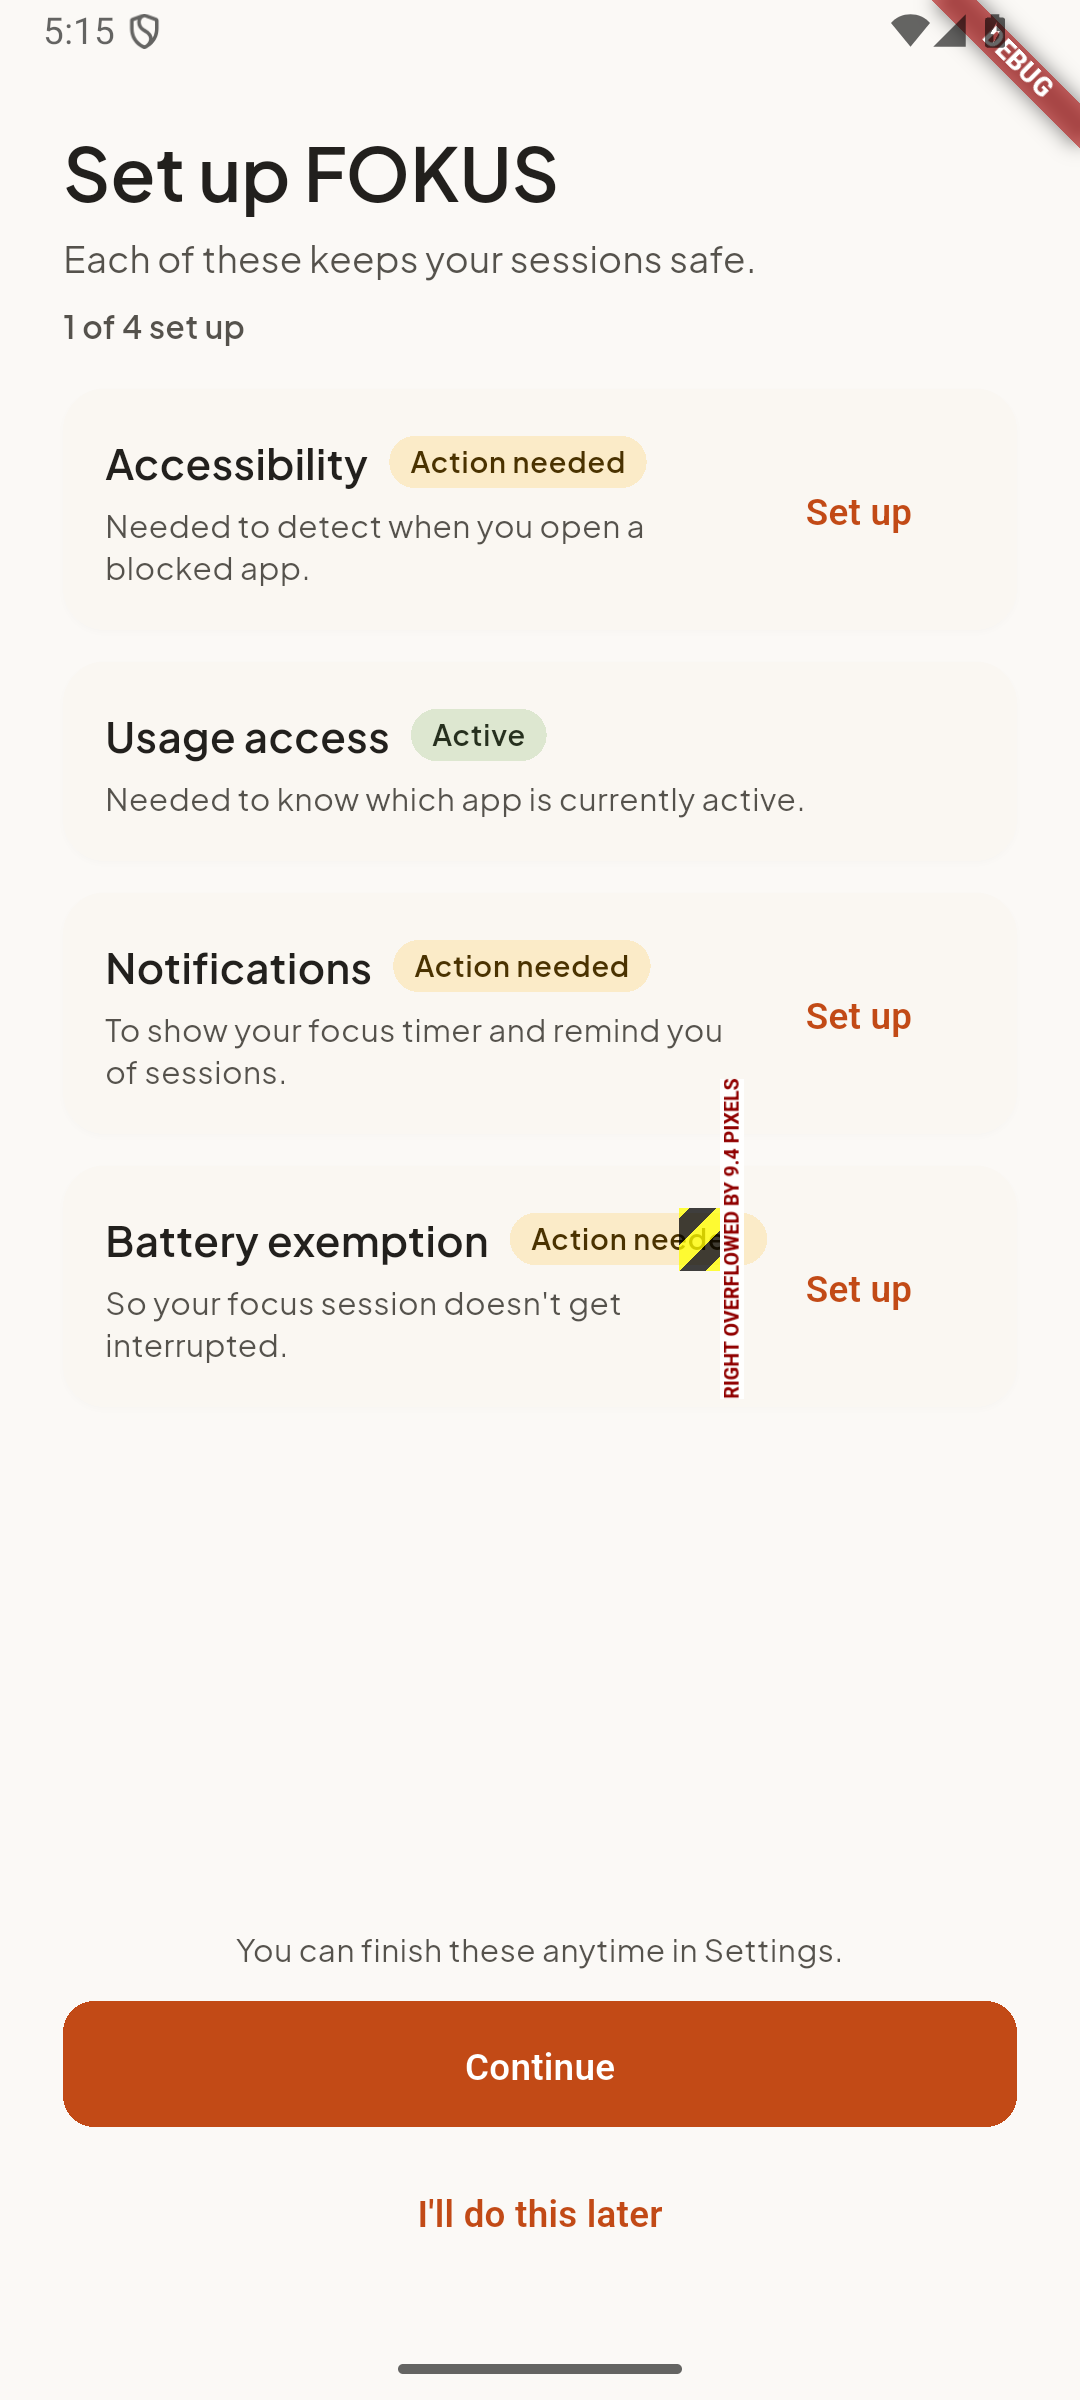 5:15
DEBUG
Set up FOKUS
Each of these keeps your sessions safe.
1 of 4 set up
Accessibility Action needed
Needed to detect when you open a
blocked app.
Set up
Usage access Active
Needed to know which app is currently active.
Notifications Action needed
To show your focus timer and remind you
of sessions.
Set up
Battery exemption Action neede
RIGHT OVERFLOWED BY 9.4 PIXELS
So your focus session doesn't get
interrupted.
Set up
You can finish these anytime in Settings.
Continue
I'll do this later